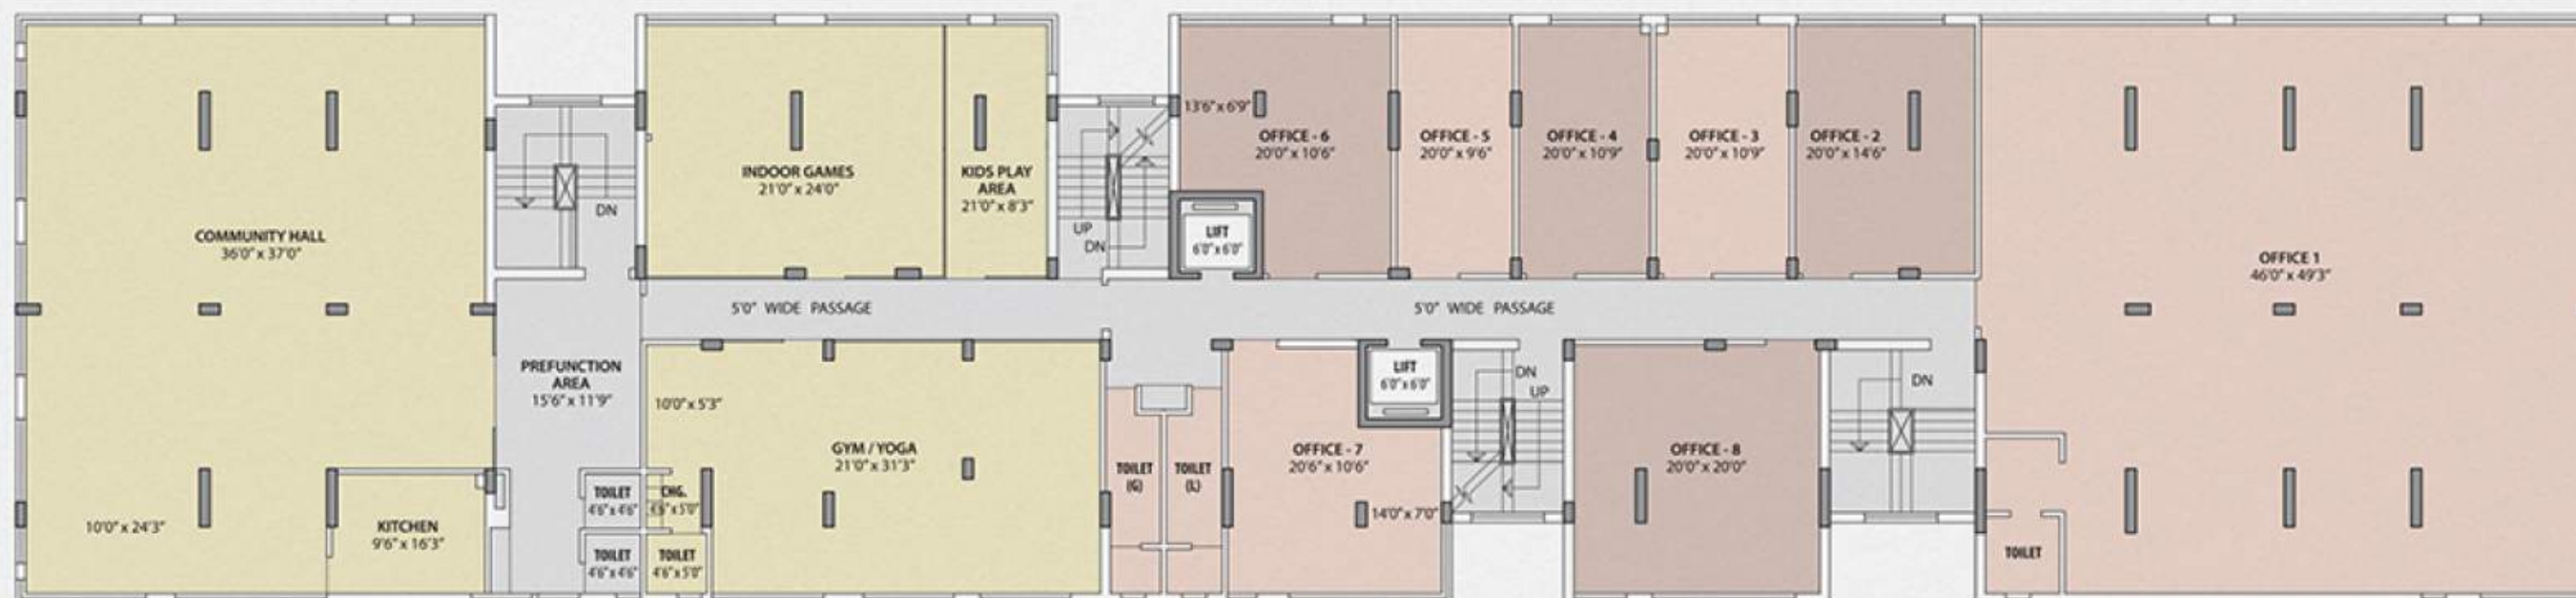 COMMUNITY HALL
36'0" x 37'0"
10'0" x 24'3"
KITCHEN
9'6" x 16'3"
DN
PREFUNCTION
AREA
15'6" x 11'9"
TOILET
4'6" x 4'6"
TOILET
4'6" x 4'6"
CHG.
4'6" x 5'0"
TOILET
4'6" x 5'0"
INDOOR GAMES
21'0" x 24'0"
KIDS PLAY
AREA
21'0" x 8'3"
5'0" WIDE PASSAGE
10'0" x 5'3"
GYM / YOGA
21'0" x 31'3"
UP
DN
LIFT
6'0" x 6'0"
13'6" x 6'9"
OFFICE - 6
20'0" x 10'6"
OFFICE - 5
20'0" x 9'6"
OFFICE - 4
20'0" x 10'9"
OFFICE - 3
20'0" x 10'9"
OFFICE - 2
20'0" x 14'6"
5'0" WIDE PASSAGE
TOILET
(G)
TOILET
(L)
OFFICE - 7
20'6" x 10'6"
14'0" x 7'0"
LIFT
6'0" x 6'0"
DN
UP
OFFICE - 8
20'0" x 20'0"
DN
OFFICE 1
46'0" x 49'3"
TOILET